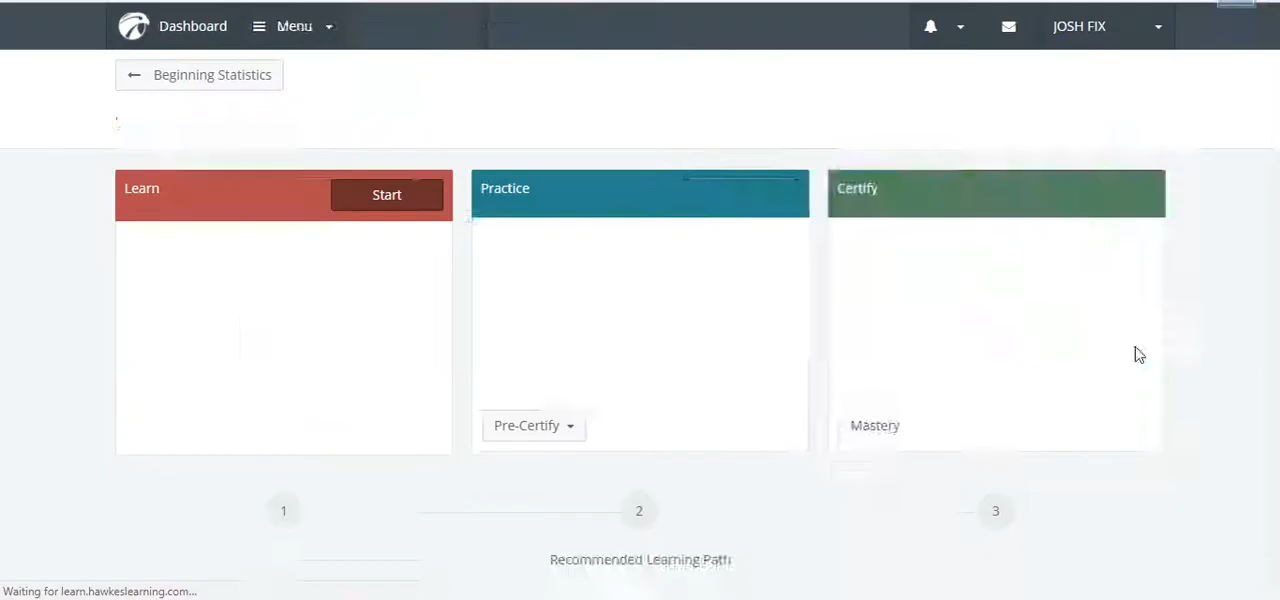 Dashboard Menu JOSH FIX
Beginning Statistics
Learn Start Practice Certify
Pre-Certify Mastery
1 2 3
Recommended Learning Path
Waiting for learn.hawkeslearning.com...